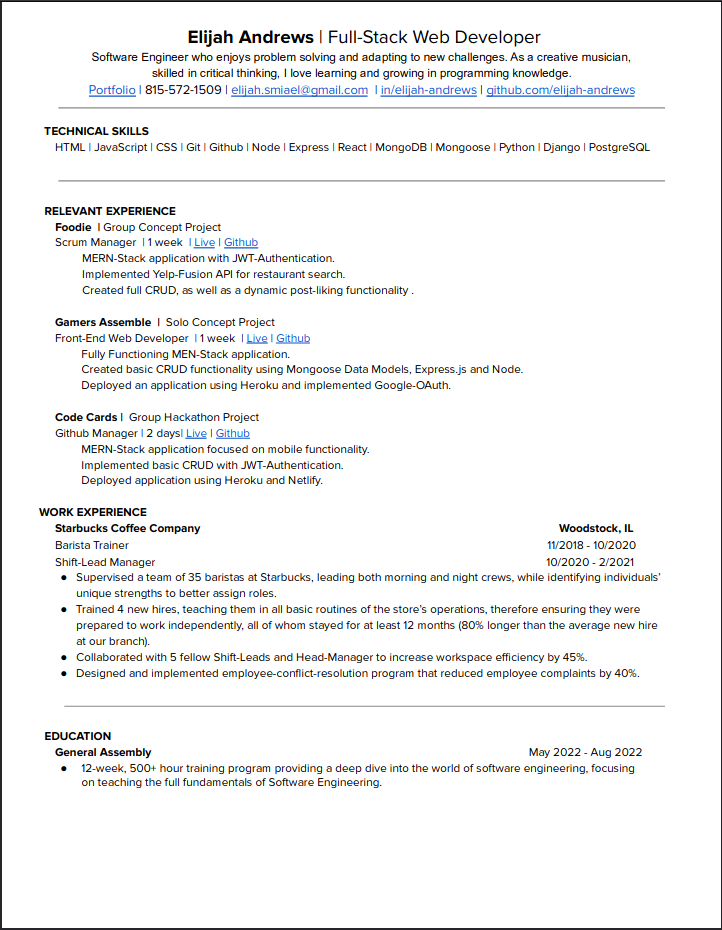 Elijah Andrews | Full-Stack Web Developer
Software Engineer who enjoys problem solving and adapting to new challenges. As a creative musician,
skilled in critical thinking, I love learning and growing in programming knowledge.
Portfolio | 815-572-1509 | elijah.smiael@gmail.com | in/elijah-andrews | github.com/elijah-andrews
TECHNICAL SKILLS
HTML | JavaScript | CSS | Git | Github | Node | Express | React | MongoDB | Mongoose | Python | Django | PostgreSQL
RELEVANT EXPERIENCE
Foodie | Group Concept Project
Scrum Manager | 1 week | Live | Github
MERN-Stack application with JWT-Authentication.
Implemented Yelp-Fusion API for restaurant search.
Created full CRUD, as well as a dynamic post-liking functionality .
Gamers Assemble | Solo Concept Project
Front-End Web Developer | 1 week | Live | Github
Fully Functioning MEN-Stack application.
Created basic CRUD functionality using Mongoose Data Models, Express.js and Node.
Deployed an application using Heroku and implemented Google-OAuth.
Code Cards | Group Hackathon Project
Github Manager | 2 days| Live | Github
MERN-Stack application focused on mobile functionality.
Implemented basic CRUD with JWT-Authentication.
Deployed application using Heroku and Netlify.
WORK EXPERIENCE
Starbucks Coffee Company Woodstock, IL
Barista Trainer 11/2018 - 10/2020
Shift-Lead Manager 10/2020 - 2/2021
● Supervised a team of 35 baristas at Starbucks, leading both morning and night crews, while identifying individuals'
unique strengths to better assign roles.
● Trained 4 new hires, teaching them in all basic routines of the store's operations, therefore ensuring they were
prepared to work independently, all of whom stayed for at least 12 months (80% longer than the average new hire
at our branch).
● Collaborated with 5 fellow Shift-Leads and Head-Manager to increase workspace efficiency by 45%.
● Designed and implemented employee-conflict-resolution program that reduced employee complaints by 40%.
EDUCATION
General Assembly May 2022 - Aug 2022
● 12-week, 500+ hour training program providing a deep dive into the world of software engineering, focusing
on teaching the full fundamentals of Software Engineering.